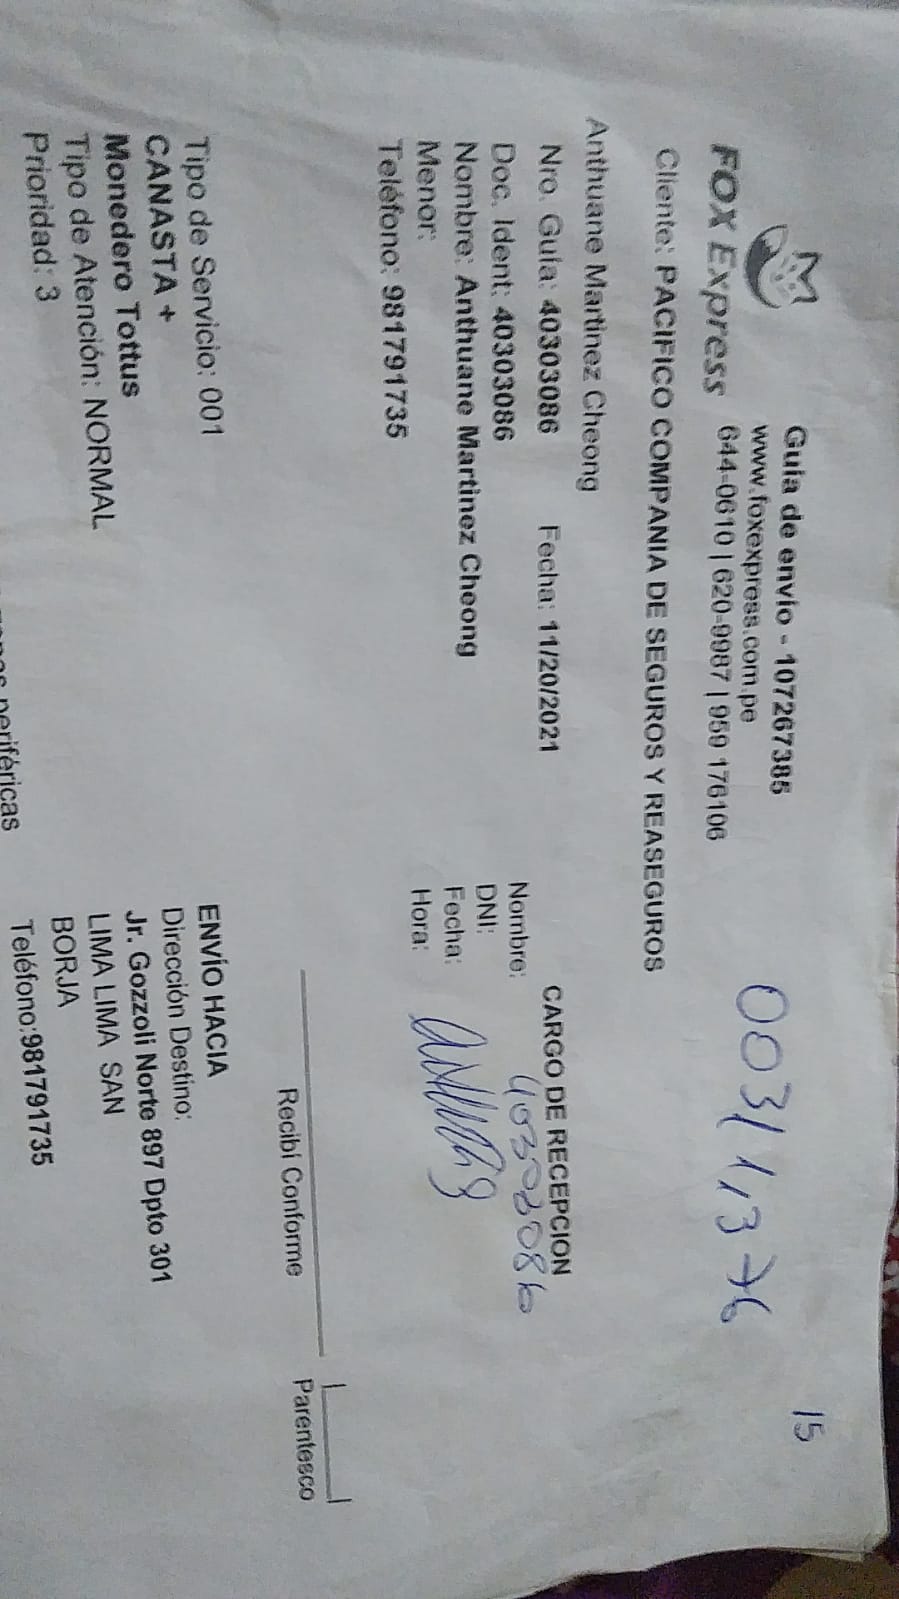 Guía de envío - 107267385
www.foxexpress.com.pe
FOX Express 644-0610 | 620-9987 | 959 176106
0031,1376
15
Cliente: PACIFICO COMPANIA DE SEGUROS Y REASEGUROS
Anthuane Martinez Cheong
Nro. Guía: 40303086 Fecha: 11/20/2021
Doc. Ident: 40303086
Nombre: Anthuane Martinez Cheong
Menor:
Teléfono: 981791735
CARGO DE RECEPCION
Nombre: 40303086
DNI:
Fecha:
Hora:
Recibí Conforme
Parentesco
Tipo de Servicio: 001
CANASTA +
Monedero Tottus
Tipo de Atención: NORMAL
Prioridad: 3
ENVÍO HACIA
Dirección Destino:
Jr. Gozzoli Norte 897 Dpto 301
LIMA LIMA SAN
BORJA
Teléfono:981791735
periféricas